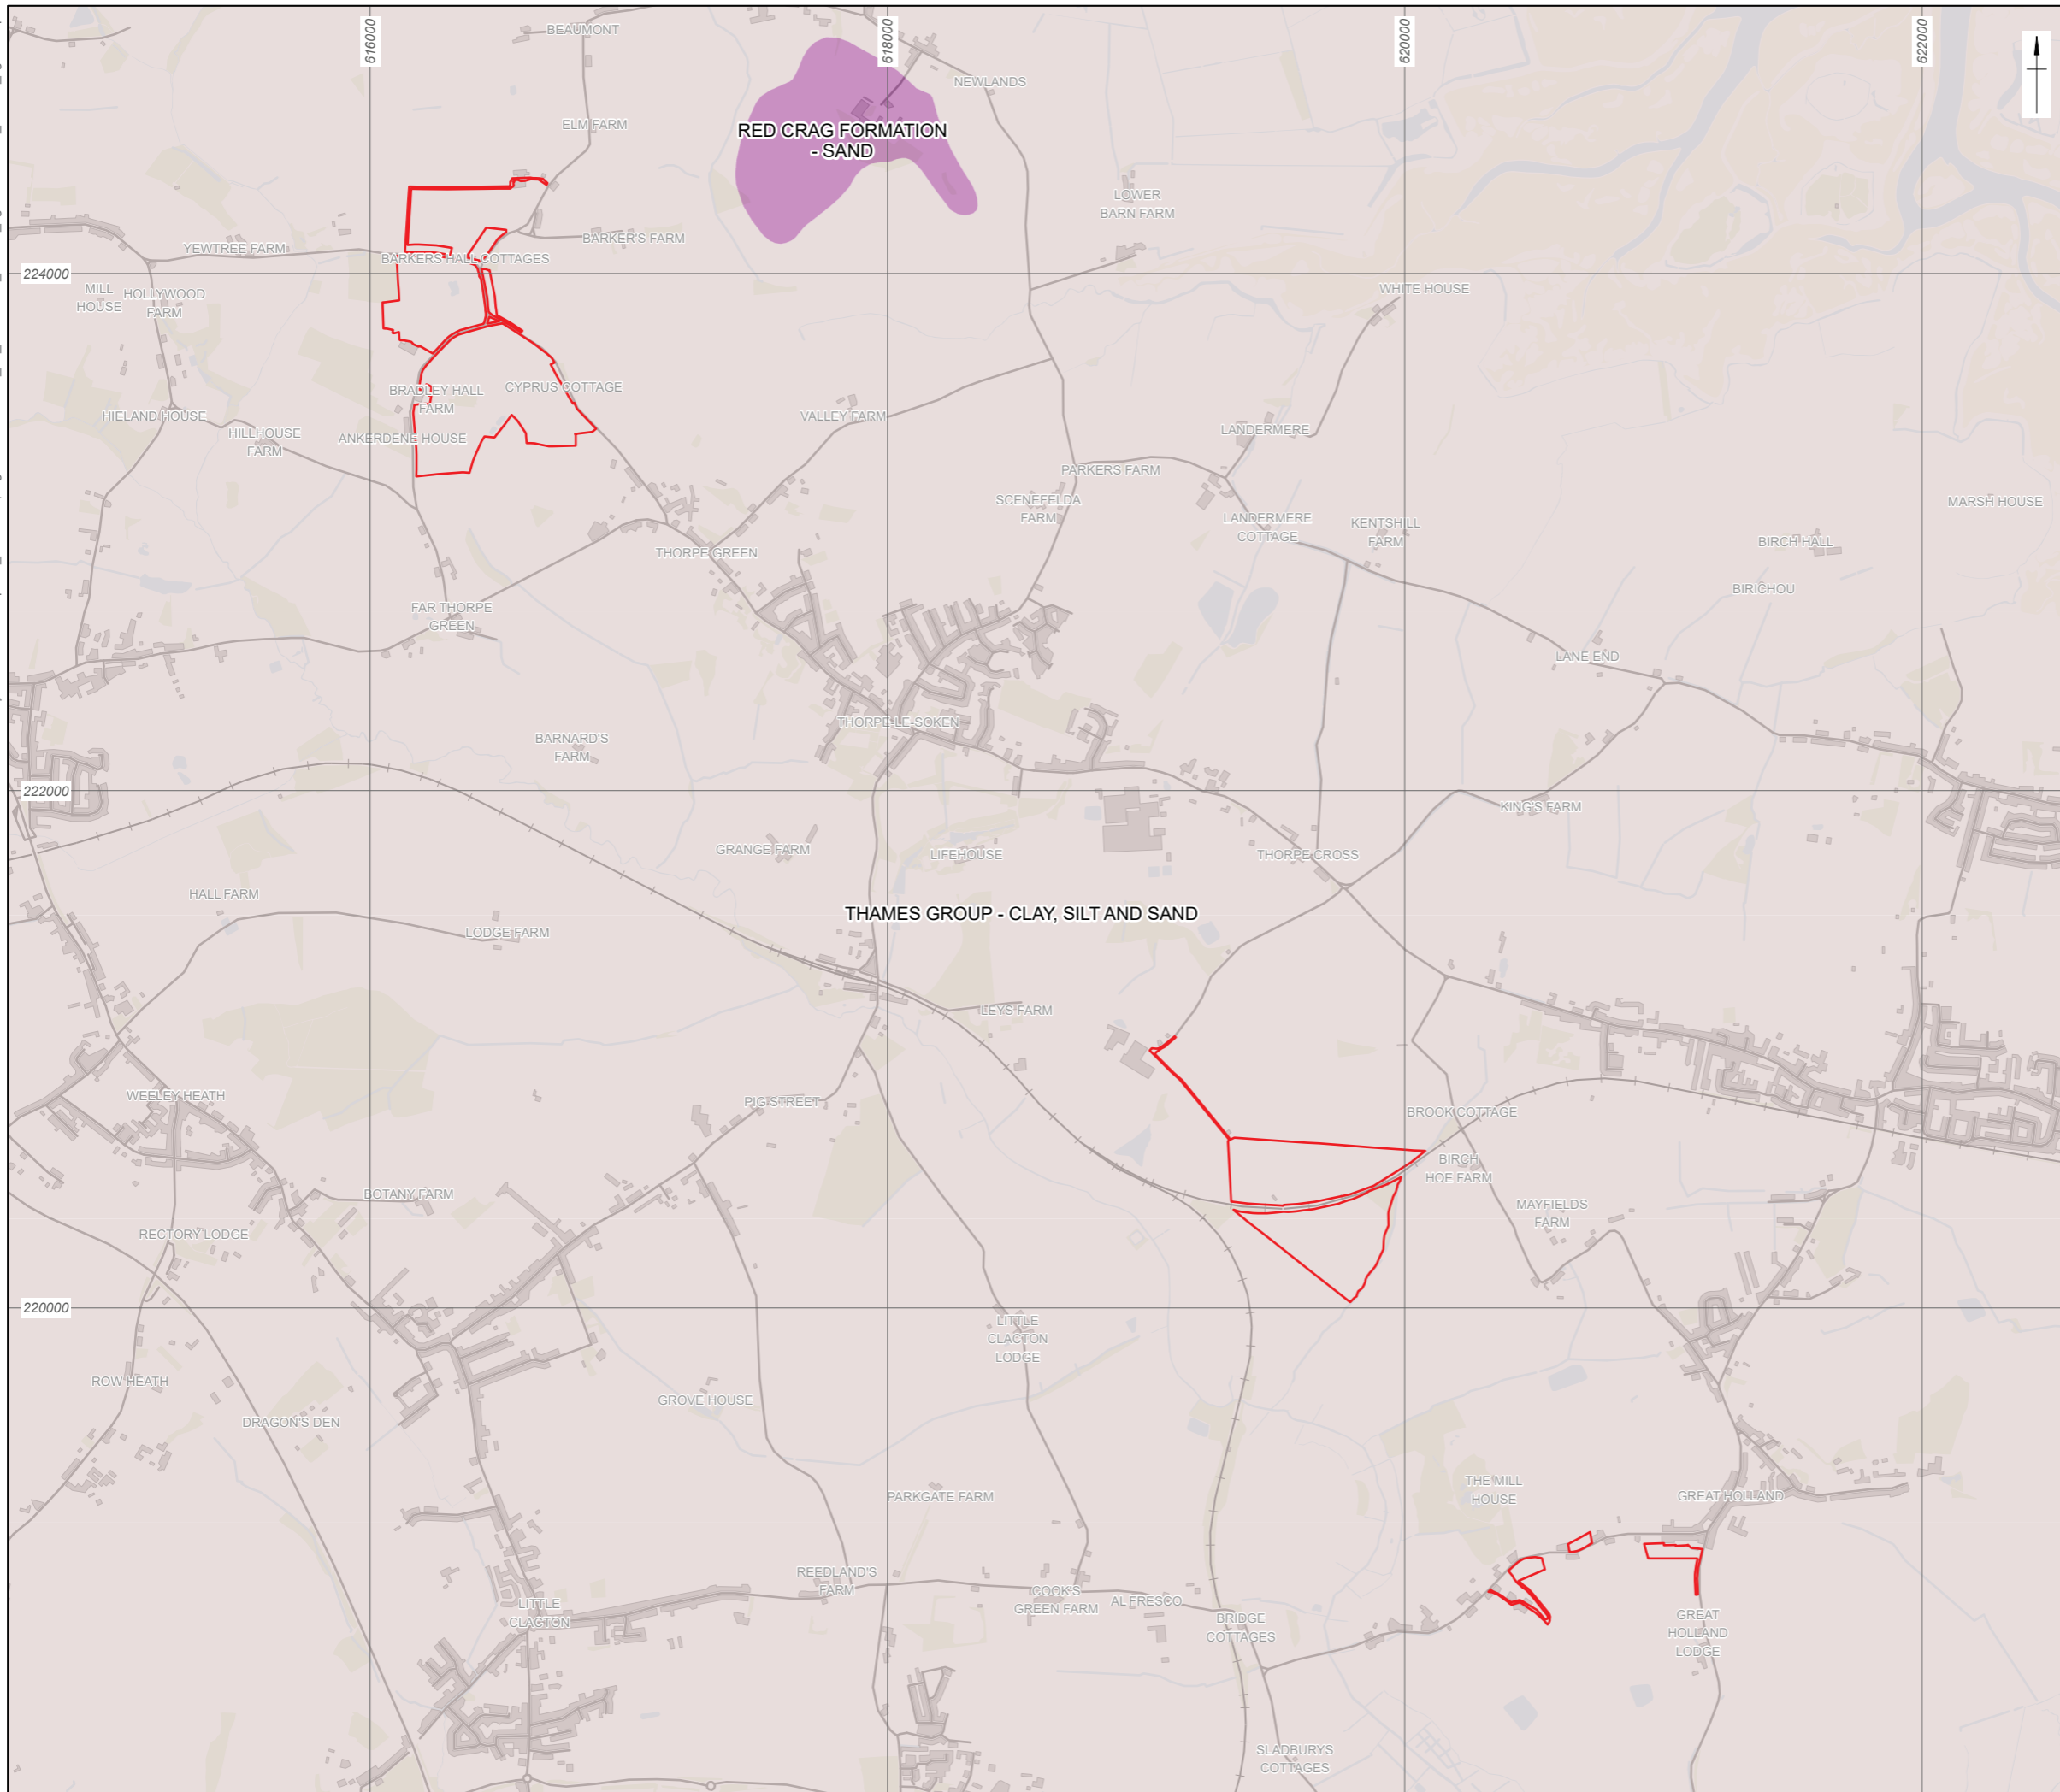 616000
618000
620000
622000
BEAUMONT
NEWLANDS
ELM FARM
RED CRAG FORMATION
- SAND
LOWER
BARN FARM
BARKER'S FARM
YEWTREE FARM
BARKERS HALL COTTAGES
224000
MILL
HOUSE
HOLLYWOOD
FARM
WHITE HOUSE
BRADLEY HALL
FARM
CYPRUS COTTAGE
HIELAND HOUSE
HILLHOUSE
FARM
ANKERDENE HOUSE
VALLEY FARM
LANDERMERE
PARKERS FARM
SCENEFELDA
FARM
LANDERMERE
COTTAGE
KENTSHILL
FARM
MARSH HOUSE
BIRCH HALL
THORPE GREEN
BIRICHOU
FAR THORPE
GREEN
LANE END
THORPE-LE-SOKEN
BARNARD'S
FARM
222000
KING'S FARM
GRANGE FARM
LIFEHOUSE
THORPE CROSS
HALL FARM
THAMES GROUP - CLAY, SILT AND SAND
LODGE FARM
LEYS FARM
WEELEY HEATH
PIG STREET
BROOK COTTAGE
BIRCH
HOE FARM
BOTANY FARM
MAYFIELDS
FARM
RECTORY LODGE
220000
LITTLE
CLACTON
LODGE
ROW HEATH
GROVE HOUSE
DRAGON'S DEN
THE MILL
HOUSE
PARKGATE FARM
GREAT HOLLAND
REEDLAND'S
FARM
COOK'S
GREEN FARM
AL FRESCO
LITTLE
CLACTON
BRIDGE
COTTAGES
GREAT
HOLLAND
LODGE
SLADBURYS
COTTAGES